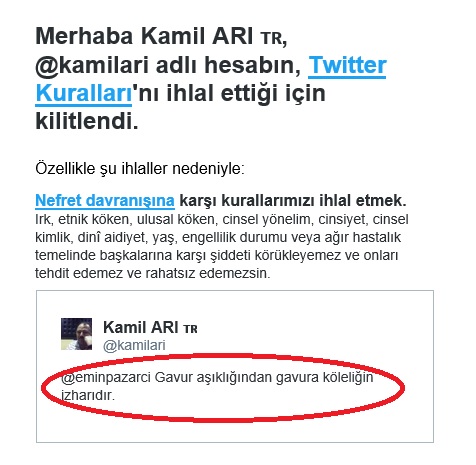 Merhaba Kamil ARI TR,
@kamilari adlı hesabın, Twitter
Kuralları'nı ihlal ettiği için
kilitlendi.
Özellikle şu ihlaller nedeniyle:
Nefret davranışına karşı kurallarımızı ihlal etmek.
Irk, etnik köken, ulusal köken, cinsel yönelim, cinsiyet, cinsel
kimlik, dinî aidiyet, yaş, engellilik durumu veya ağır hastalık
temelinde başkalarına karşı şiddeti körükleyemez ve onları
tehdit edemez ve rahatsız edemezsin.
Kamil ARI TR
@kamilari
@eminpazarci Gavur aşıklığından gavura köleliğin
izharıdır.